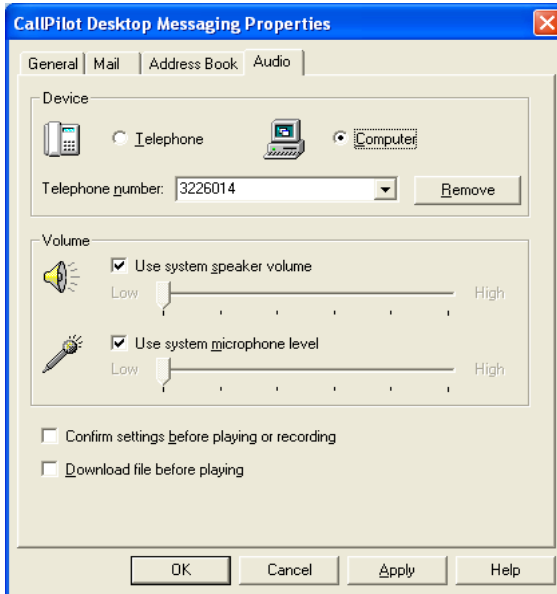 CallPilot Desktop Messaging Properties
General Mail Address Book Audio
Device
Telephone Computer
Telephone number: 3226014 Remove
Volume
Use system speaker volume
Low High
Use system microphone level
Low High
Confirm settings before playing or recording
Download file before playing
OK Cancel Apply Help